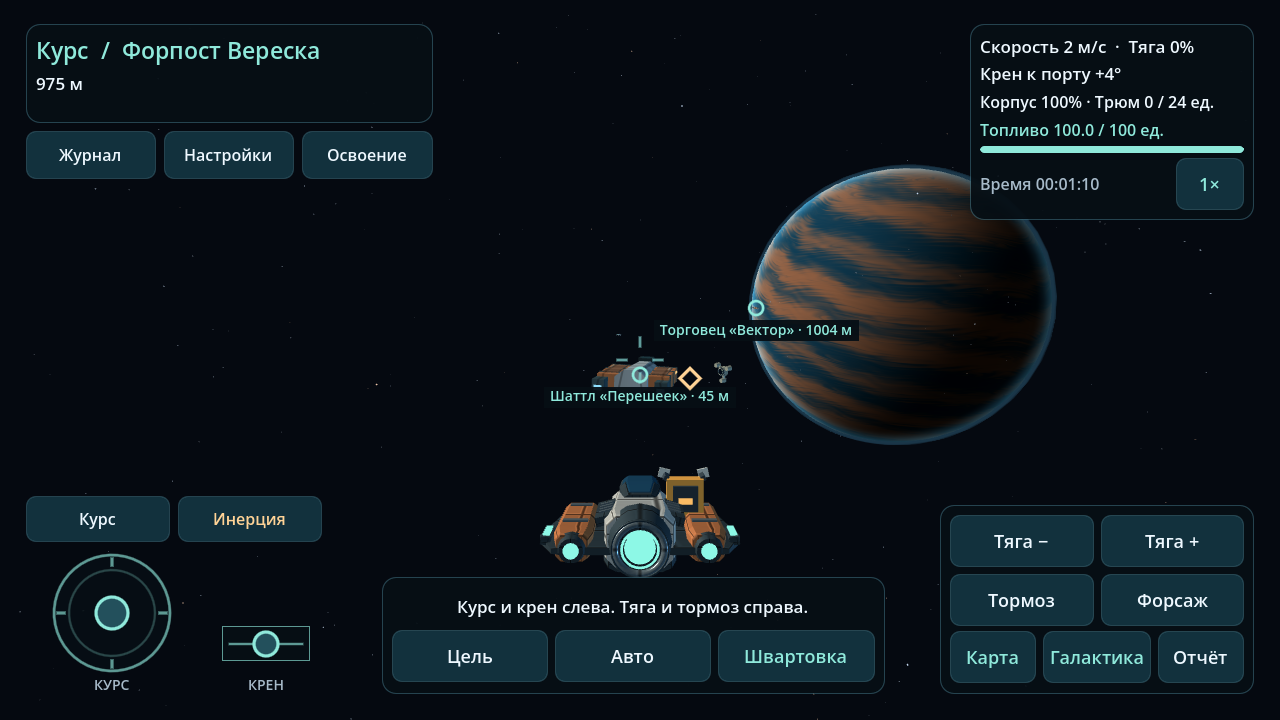 Курс / Форпост Вереска
975 м
Журнал
Настройки
Освоение
Скорость 2 м/с · Тяга 0%
Крен к порту +4°
Корпус 100% · Трюм 0 / 24 ед.
Топливо 100.0 / 100 ед.
Время 00:01:10
1×
Торговец «Вектор» · 1004 м
Шаттл «Перешеек» · 45 м
Курс
Инерция
КУРС
КРЕН
Курс и крен слева. Тяга и тормоз справа.
Цель
Авто
Швартовка
Тяга −
Тяга +
Тормоз
Форсаж
Карта
Галактика
Отчёт